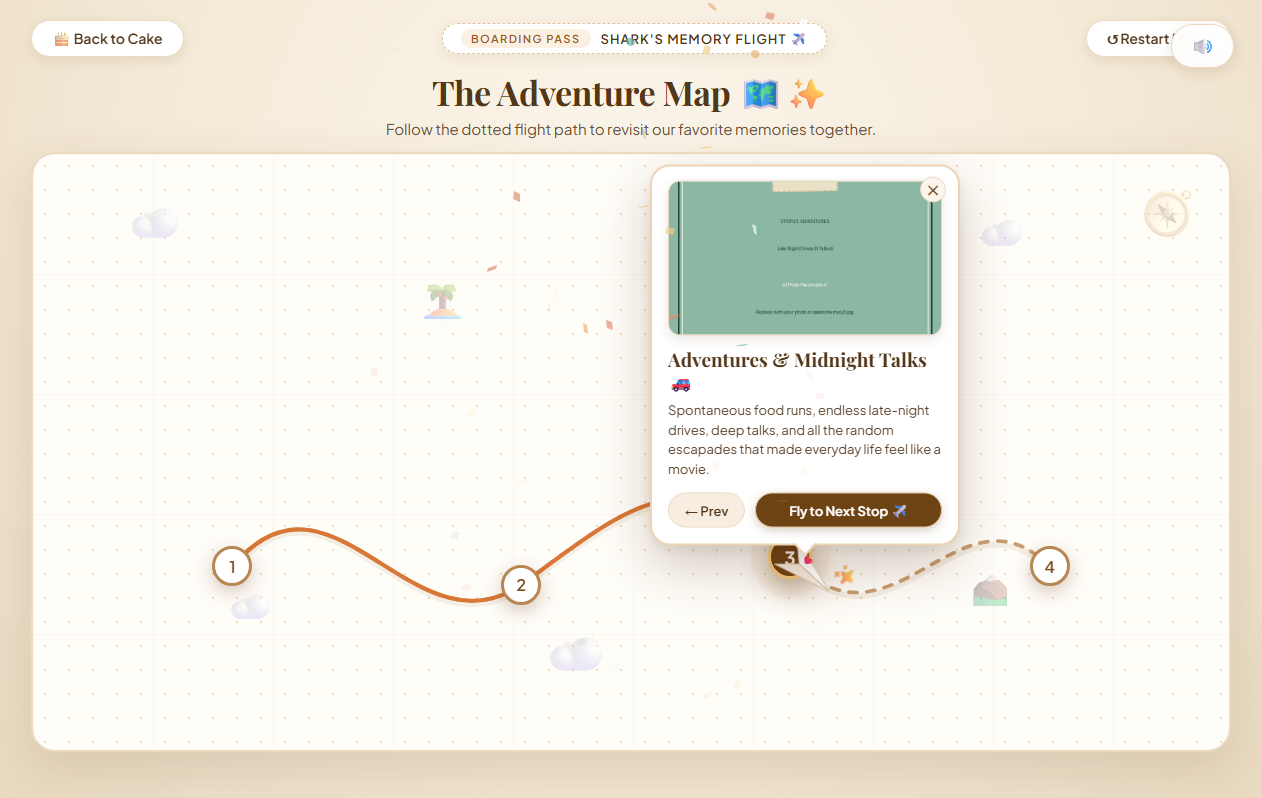 Back to Cake
BOARDING PASS SHARK'S MEMORY FLIGHT
↺ Restart
The Adventure Map
Follow the dotted flight path to revisit our favorite memories together.
STEP 03: ADVENTURES
Late Night Drives & Talks
Photo Placeholder
Replace with your photo in assets/memory3.jpg
Adventures & Midnight Talks
Spontaneous food runs, endless late-night
drives, deep talks, and all the random
escapades that made everyday life feel like a
movie.
← Prev
Fly to Next Stop
1
2
3
4